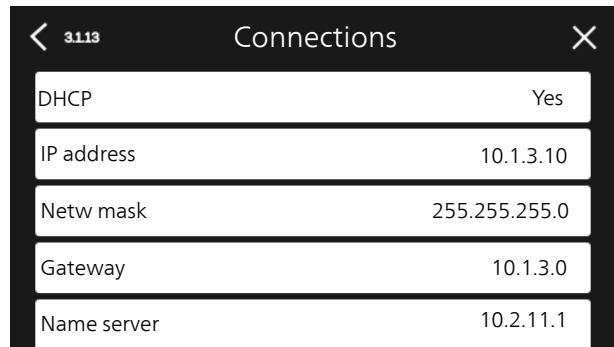 3.1.13 Connections
DHCP Yes
IP address 10.1.3.10
Netw mask 255.255.255.0
Gateway 10.1.3.0
Name server 10.2.11.1